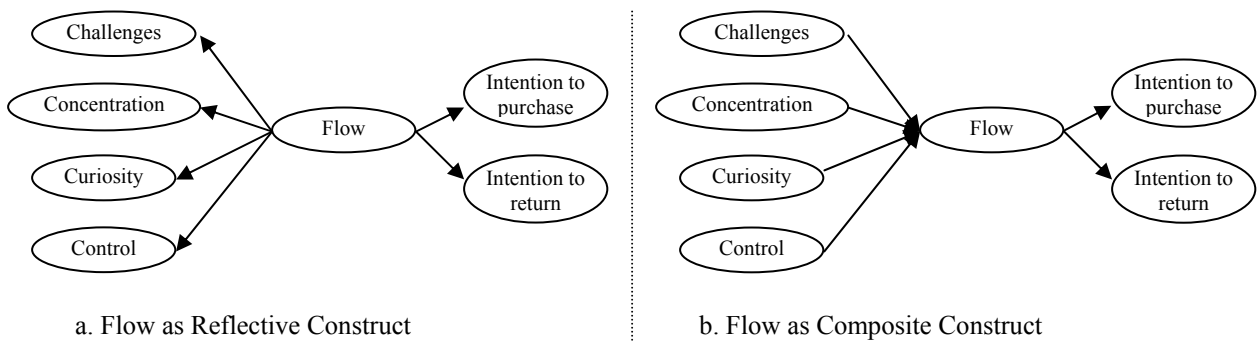 Challenges
Concentration
Curiosity
Control
Flow
Intention to
purchase
Intention to
return
a. Flow as Reflective Construct
Challenges
Concentration
Curiosity
Control
Flow
Intention to
purchase
Intention to
return
b. Flow as Composite Construct